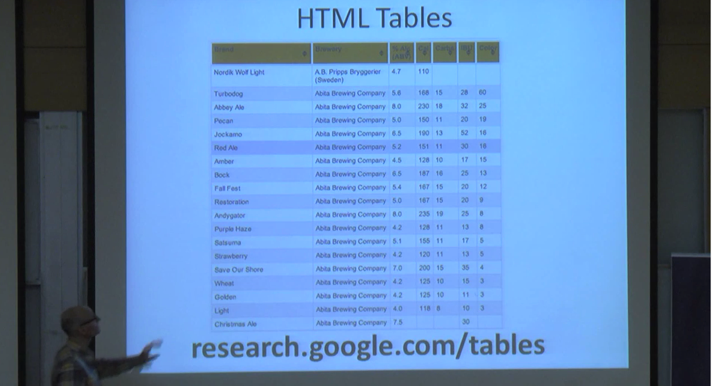 HTML Tables
Brand Brewery
Nordik Wolf Light A.B. Pripps Bryggerier (Sweden) 4.7 110
Turbodog Abita Brewing Company 5.6 168 15 28 60
Abbey Ale Abita Brewing Company 8.0 230 18 32 25
Pecan Abita Brewing Company 5.0 150 11 20 19
Jockamo Abita Brewing Company 6.5 190 13 52 16
Red Ale Abita Brewing Company 5.2 151 11 30 16
Amber Abita Brewing Company 4.5 128 10 17 15
Bock Abita Brewing Company 6.5 187 16 25 13
Fall Fest Abita Brewing Company 5.4 167 15 20 12
Restoration Abita Brewing Company 5.0 167 15 20 9
Andygator Abita Brewing Company 8.0 235 19 25 8
Purple Haze Abita Brewing Company 4.2 128 11 13 8
Satsuma Abita Brewing Company 5.1 155 11 17 5
Strawberry Abita Brewing Company 4.2 120 11 13 5
Save Our Shore Abita Brewing Company 7.0 200 15 35 4
Wheat Abita Brewing Company 4.2 125 10 3
Golden Abita Brewing Company 4.2 125 10 11 3
Light Abita Brewing Company 4.0 118 8 10 3
Christmas Ale Abita Brewing Company 7.5 30
research.google.com/tables